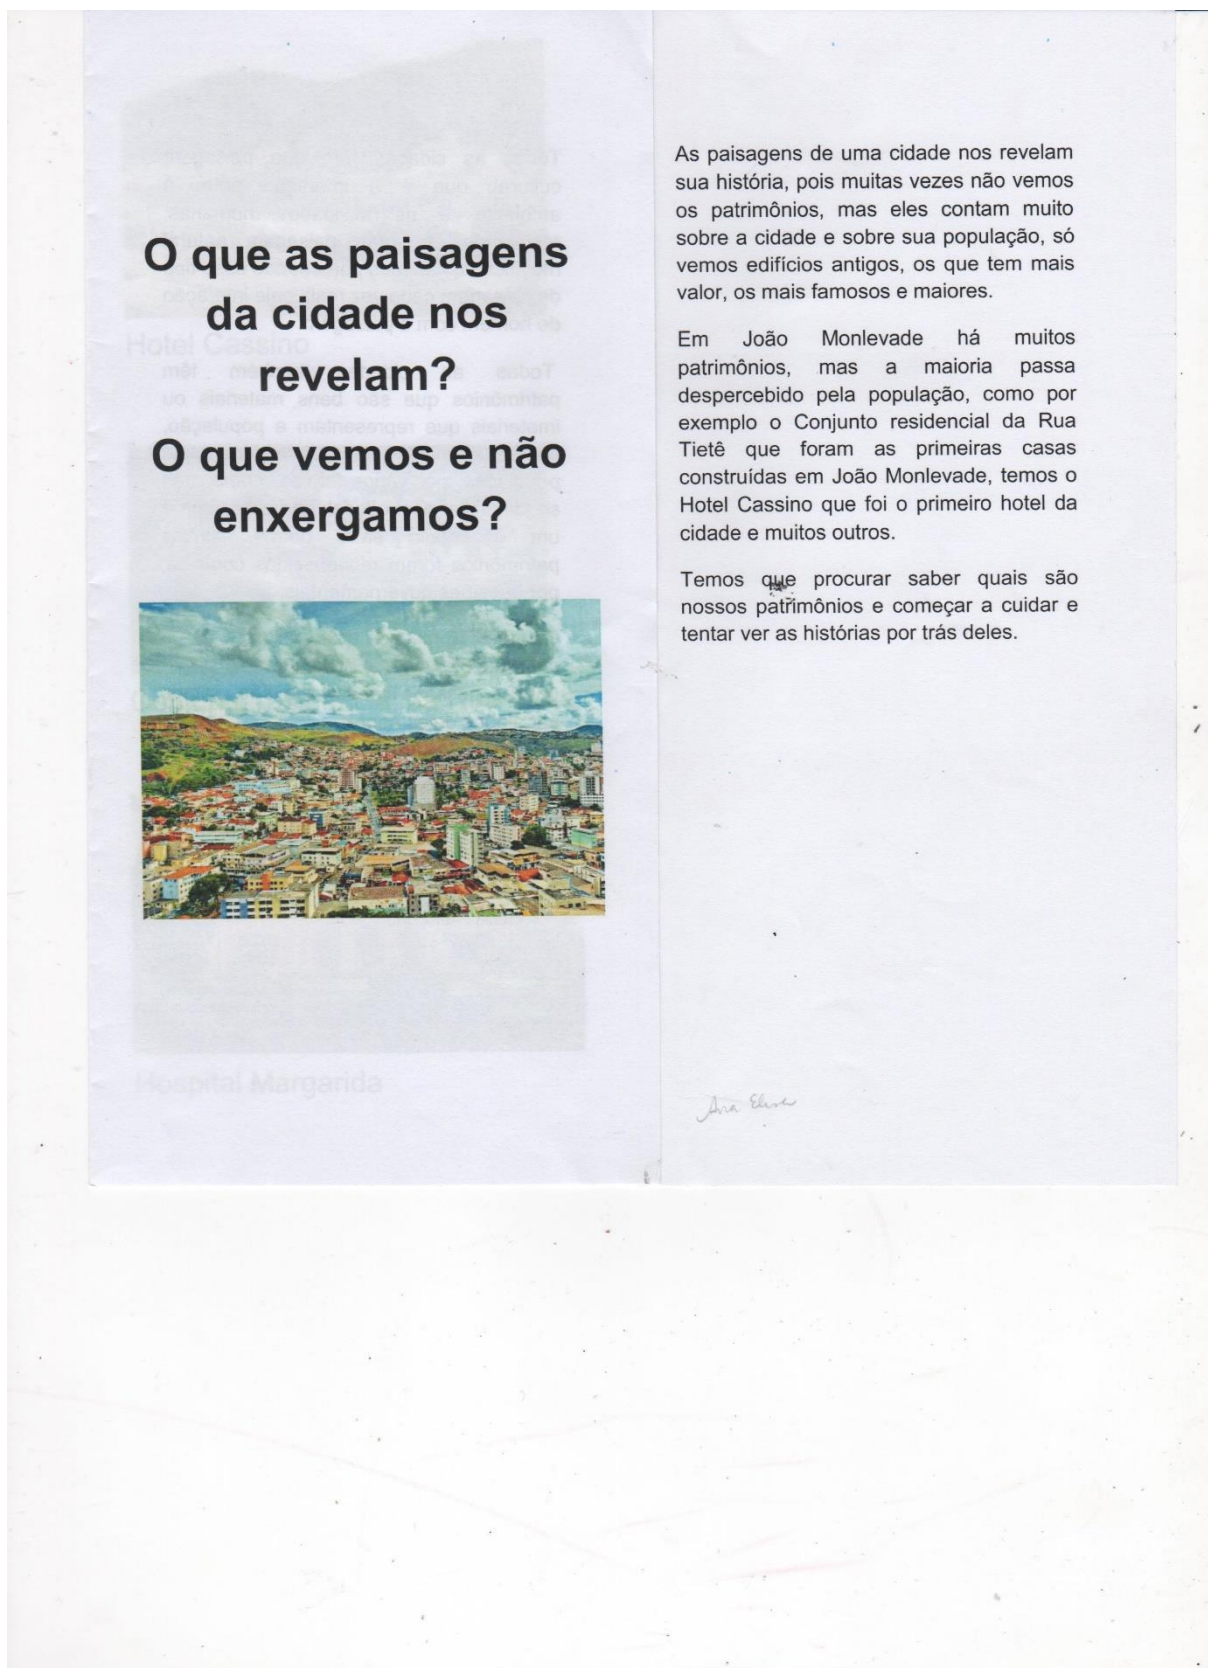 O que as paisagens
da cidade nos
revelam?
O que vemos e não
enxergamos?
Hotel Cassino
Hospital Margarida
As paisagens de uma cidade nos revelam
sua história, pois muitas vezes não vemos
os patrimônios, mas eles contam muito
sobre a cidade e sobre sua população, só
vemos edifícios antigos, os que tem mais
valor, os mais famosos e maiores.
Em João Monlevade há muitos
patrimônios, mas a maioria passa
despercebido pela população, como por
exemplo o Conjunto residencial da Rua
Tietê que foram as primeiras casas
construídas em João Monlevade, temos o
Hotel Cassino que foi o primeiro hotel da
cidade e muitos outros.
Temos que procurar saber quais são
nossos patrimônios e começar a cuidar e
tentar ver as histórias por trás deles.
Ana Elisa